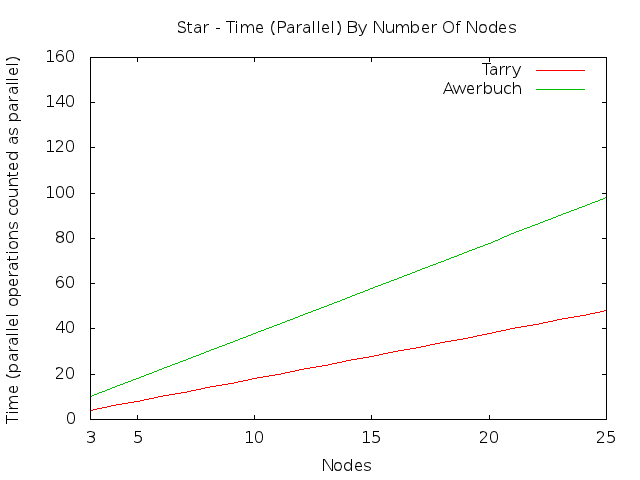 Star - Time (Parallel) By Number Of Nodes
Time (parallel operations counted as parallel)
160
140
120
100
80
60
40
20
0
Tarry
Awerbuch
3 5 10 15 20 25
Nodes